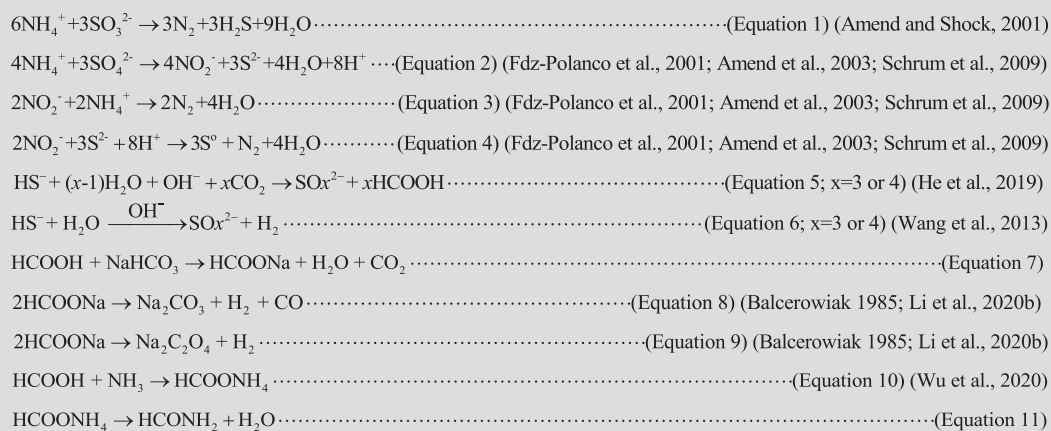 6NH₄⁺+3SO₃²⁻ → 3N₂+3H₂S+9H₂O⋯⋯(Equation 1) (Amend and Shock, 2001)
4NH₄⁺+3SO₄²⁻ → 4NO₂⁻+3S²⁻+4H₂O+8H⁺ ⋯⋯(Equation 2) (Fdz-Polanco et al., 2001; Amend et al., 2003; Schrum et al., 2009)
2NO₂⁻+2NH₄⁺ → 2N₂+4H₂O⋯⋯(Equation 3) (Fdz-Polanco et al., 2001; Amend et al., 2003; Schrum et al., 2009)
2NO₂⁻+3S²⁻ +8H⁺ → 3Sº + N₂+4H₂O⋯⋯(Equation 4) (Fdz-Polanco et al., 2001; Amend et al., 2003; Schrum et al., 2009)
HS⁻ + (x-1)H₂O + OH⁻ + xCO₂ → SOx²⁻ + xHCOOH⋯⋯(Equation 5; x=3 or 4) (He et al., 2019)
HS⁻ + H₂O —OH⁻→ SOx²⁻ + H₂ ⋯⋯(Equation 6; x=3 or 4) (Wang et al., 2013)
HCOOH + NaHCO₃ → HCOONa + H₂O + CO₂ ⋯⋯(Equation 7)
2HCOONa → Na₂CO₃ + H₂ + CO⋯⋯(Equation 8) (Balcerowiak 1985; Li et al., 2020b)
2HCOONa → Na₂C₂O₄ + H₂ ⋯⋯(Equation 9) (Balcerowiak 1985; Li et al., 2020b)
HCOOH + NH₃ → HCOONH₄ ⋯⋯(Equation 10) (Wu et al., 2020)
HCOONH₄ → HCONH₂ + H₂O⋯⋯(Equation 11)